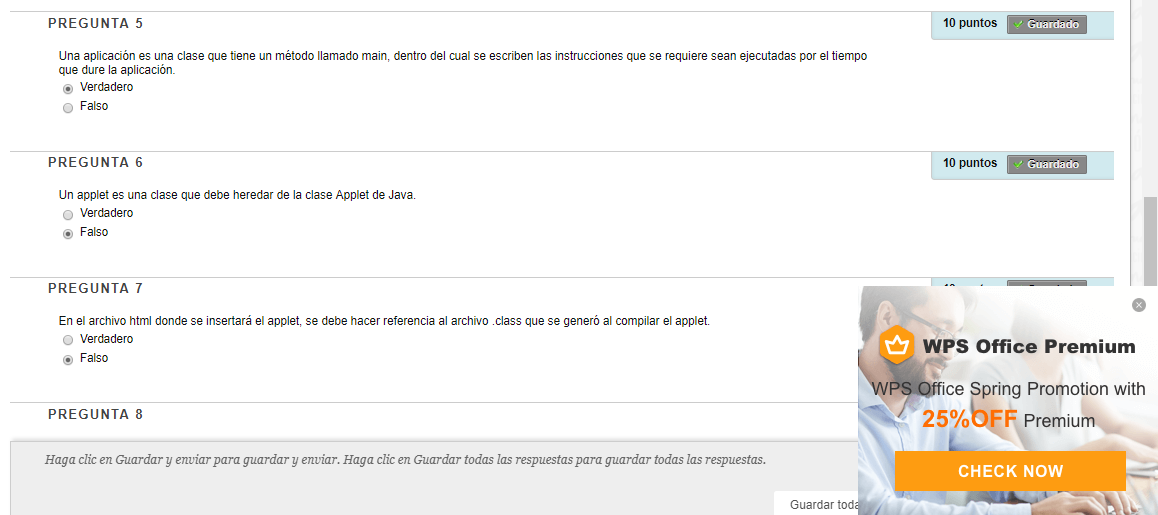 PREGUNTA 5
10 puntos
Guardado
Una aplicación es una clase que tiene un método llamado main, dentro del cual se escriben las instrucciones que se requiere sean ejecutadas por el tiempo
que dure la aplicación.
Verdadero
Falso
PREGUNTA 6
10 puntos
Guardado
Un applet es una clase que debe heredar de la clase Applet de Java.
Verdadero
Falso
PREGUNTA 7
En el archivo html donde se insertará el applet, se debe hacer referencia al archivo .class que se generó al compilar el applet.
Verdadero
Falso
PREGUNTA 8
Haga clic en Guardar y enviar para guardar y enviar. Haga clic en Guardar todas las respuestas para guardar todas las respuestas.
Guardar toda
WPS Office Premium
WPS Office Spring Promotion with
25%OFF Premium
CHECK NOW